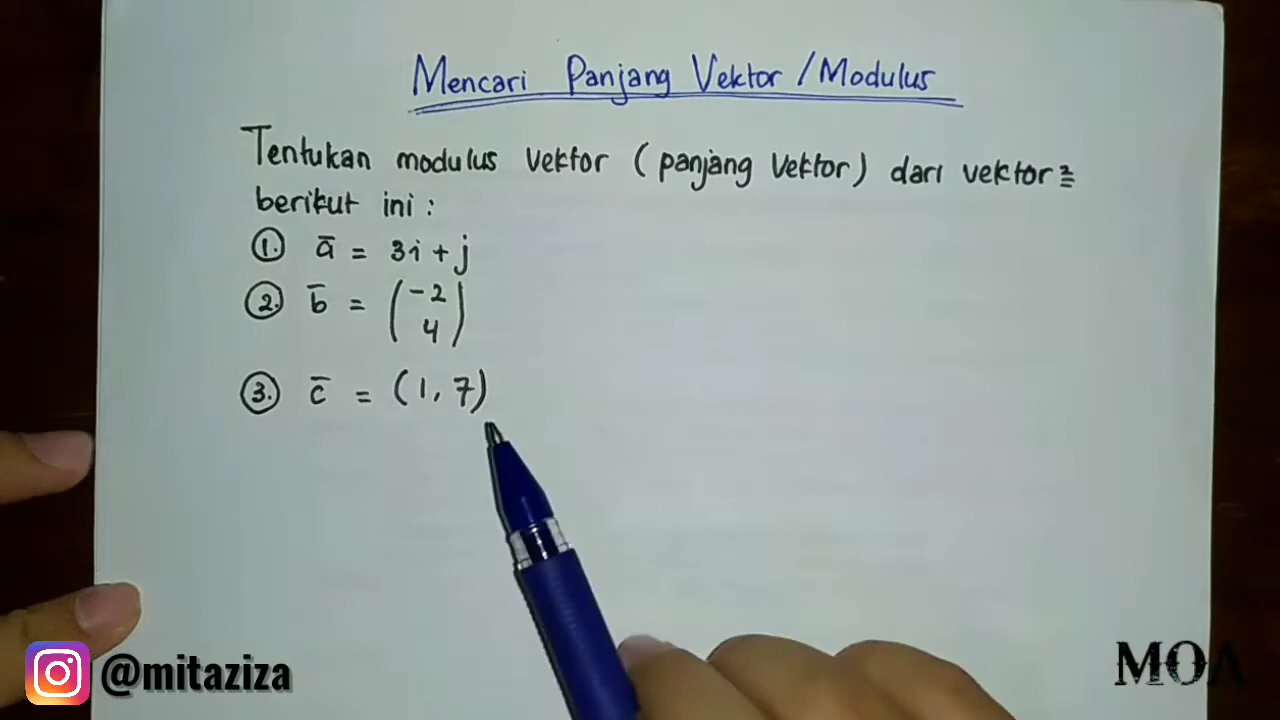 Mencari Panjang Vektor / Modulus
Tentukan modulus vektor (panjang vektor) dari vektor²
berikut ini :
1. a̅ = 3i + j
2. b̅ = (-2
4)
3. c̅ = (1, 7)
@mitaziza
MOA